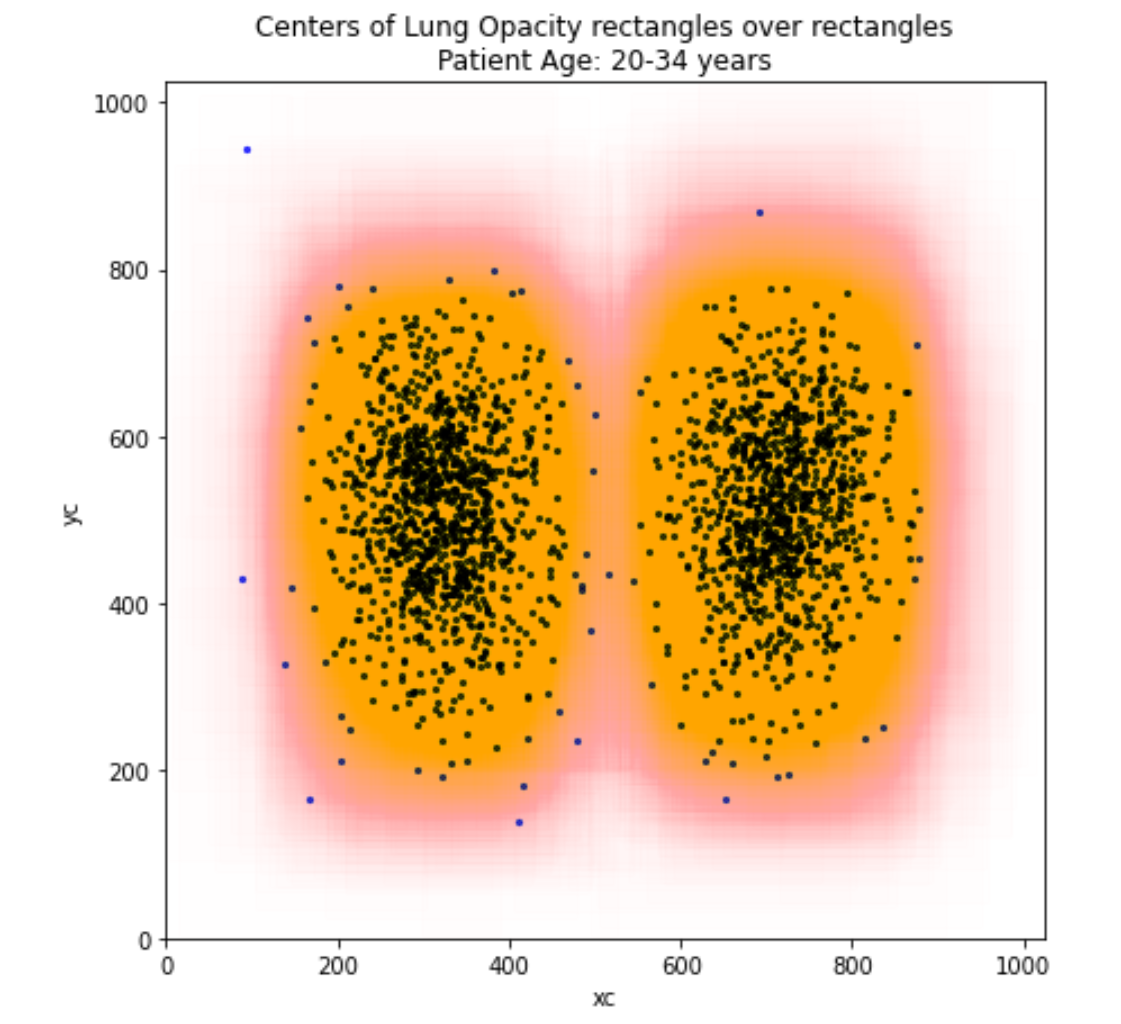 Centers of Lung Opacity rectangles over rectangles
Patient Age: 20-34 years
1000
800
600
400
200
0
yc
0 200 400 600 800 1000
xc